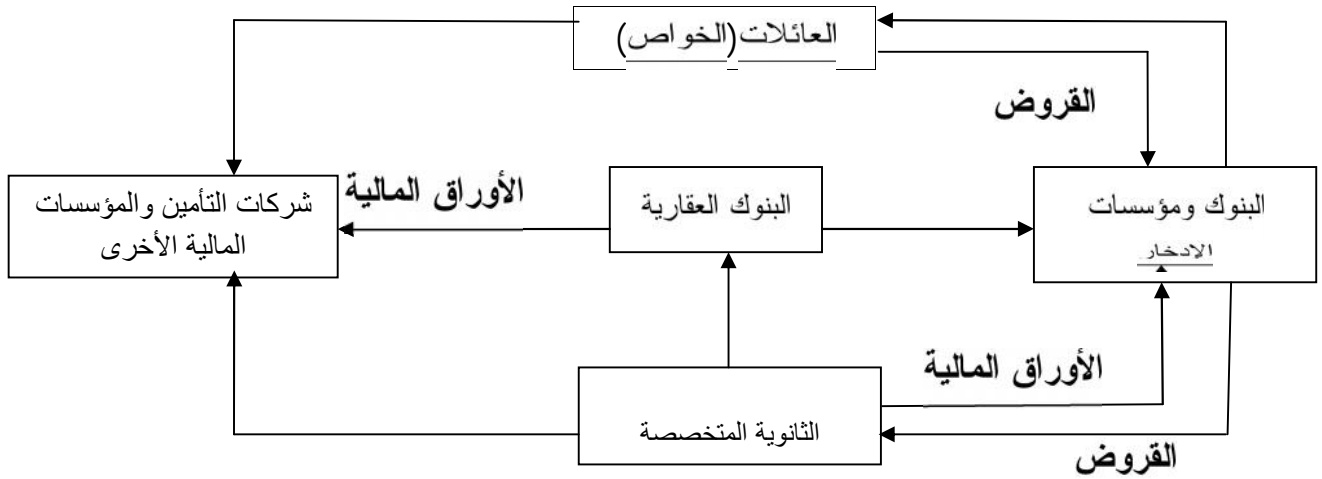 العائلات(الخواص)
القروض
البنوك ومؤسسات
الإدخار
البنوك العقارية
الأوراق المالية
شركات التأمين والمؤسسات
المالية الأخرى
الأوراق المالية
الثانوية المتخصصة
القروض